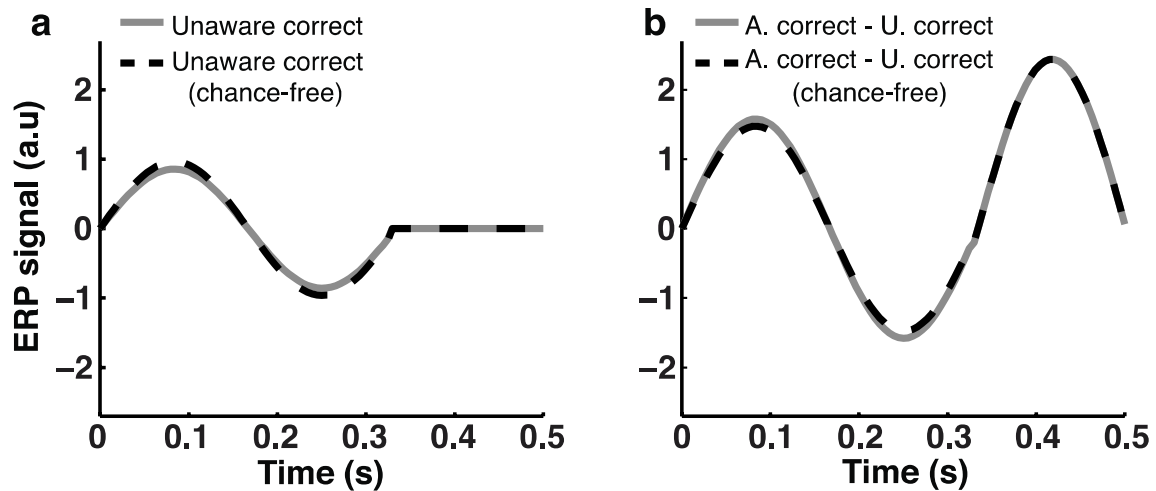 a
Unaware correct
Unaware correct
(chance-free)
ERP signal (a.u)
2
1
0
−1
−2
0 0.1 0.2 0.3 0.4 0.5
Time (s)
b
A. correct - U. correct
A. correct - U. correct
(chance-free)
2
1
0
−1
−2
0 0.1 0.2 0.3 0.4 0.5
Time (s)